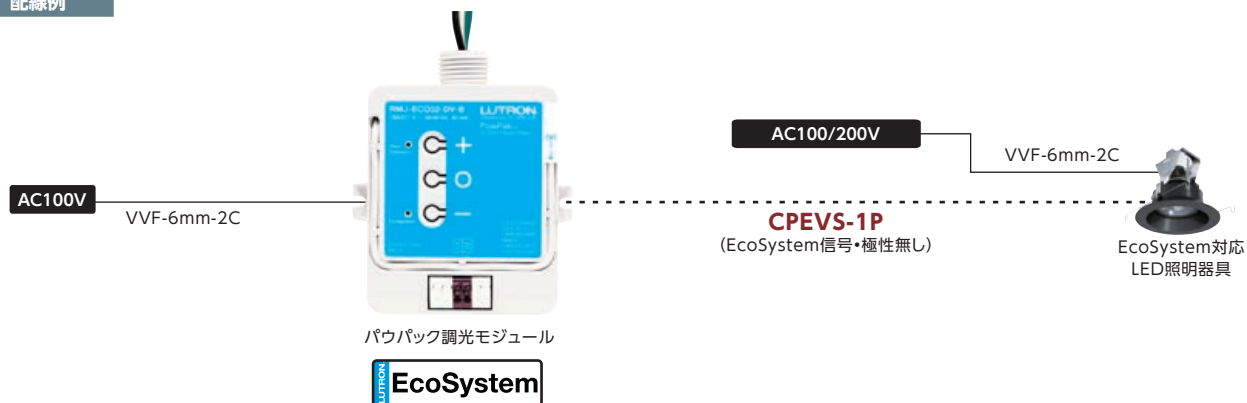 配線例
LUTRON
AC100V
VVF-6mm-2C
AC100/200V
VVF-6mm-2C
CPEVS-1P
(EcoSystem信号・極性無し)
EcoSystem対応
LED照明器具
パウパック調光モジュール
LUTRON
EcoSystem